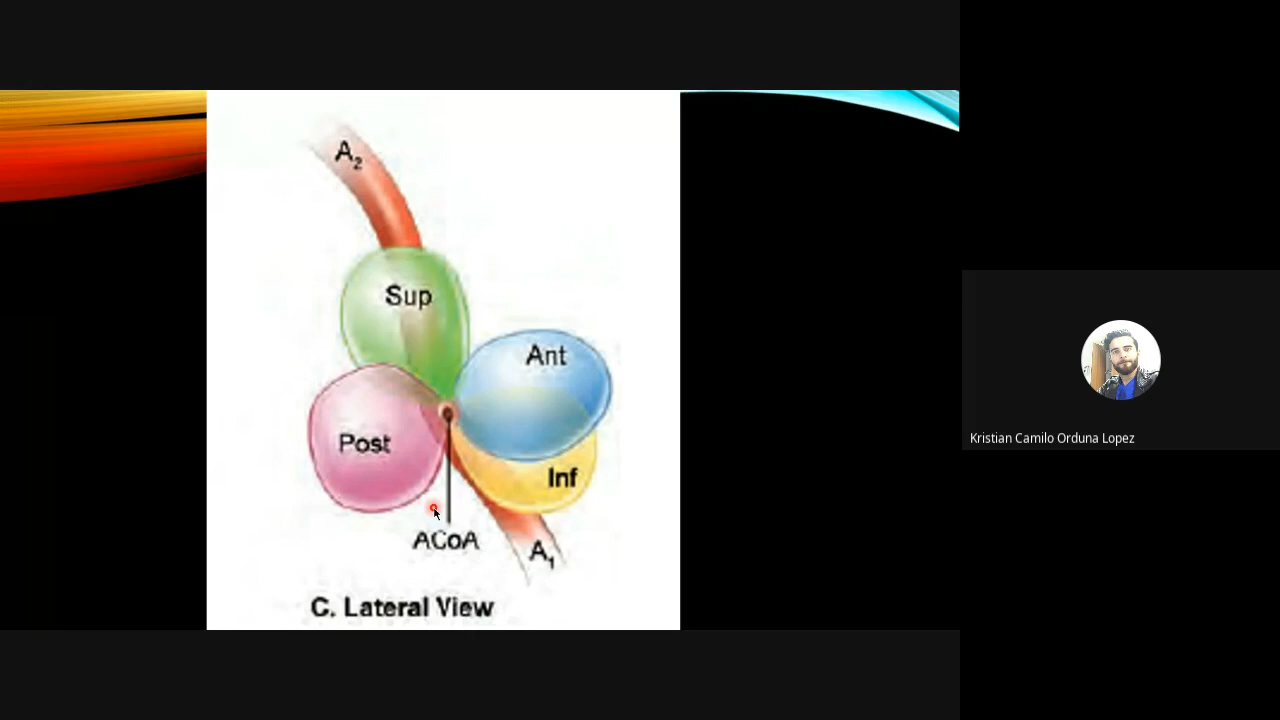 A2
Sup
Ant
Post
Inf
ACoA
A1
C. Lateral View
Kristian Camilo Orduna Lopez